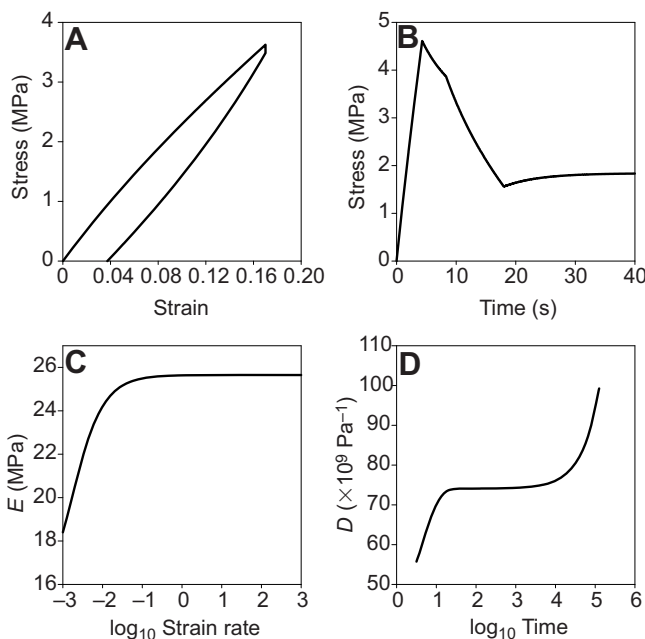 A
Stress (MPa)
4
3
2
1
0
0 0.04 0.08 0.12 0.16 0.20
Strain
B
Stress (MPa)
5
4
3
2
1
0
0 10 20 30 40
Time (s)
C
E (MPa)
26
24
22
20
18
16
–3 –2 –1 0 1 2 3
log10 Strain rate
D
D (×10⁹ Pa⁻¹)
110
100
90
80
70
60
50
0 1 2 3 4 5 6
log10 Time